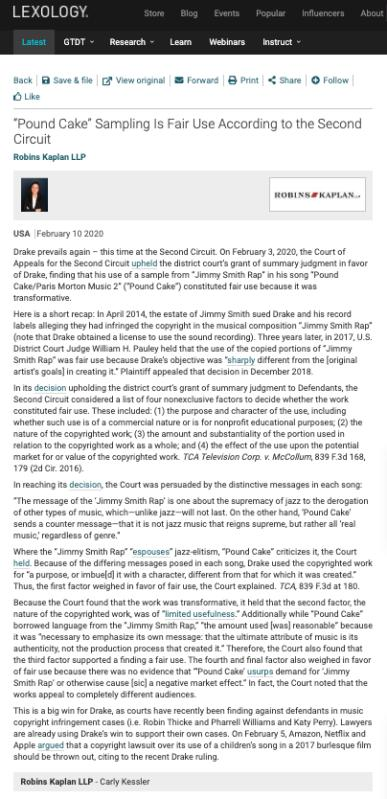 LEXOLOGY.
Store Blog Events Popular Influencers About
Latest GTDT Research Learn Webinars Instruct
Back Save & file View original Forward Print Share Follow
Like
"Pound Cake" Sampling Is Fair Use According to the Second
Circuit
Robins Kaplan LLP
ROBINS KAPLAN LLP
USA February 10 2020
Drake prevails again – this time at the Second Circuit. On February 3, 2020, the Court of
Appeals for the Second Circuit upheld the district court's grant of summary judgment in favor
of Drake, finding that his use of a sample from "Jimmy Smith Rap" in his song "Pound
Cake/Paris Morton Music 2" ("Pound Cake") constituted fair use because it was
transformative.
Here is a short recap: In April 2014, the estate of Jimmy Smith sued Drake and his record
labels alleging they had infringed the copyright in the musical composition "Jimmy Smith Rap"
(note that Drake obtained a license to use the sound recording). Three years later, in 2017, U.S.
District Court Judge William H. Pauley held that the use of the copied portions of "Jimmy
Smith Rap" was fair use because Drake's objective was "sharply different from the [original
artist's goals] in creating it." Plaintiff appealed that decision in December 2018.
In its decision upholding the district court's grant of summary judgment to Defendants, the
Second Circuit considered a list of four nonexclusive factors to decide whether the work
constituted fair use. These included: (1) the purpose and character of the use, including
whether such use is of a commercial nature or is for nonprofit educational purposes; (2) the
nature of the copyrighted work; (3) the amount and substantiality of the portion used in
relation to the copyrighted work as a whole; and (4) the effect of the use upon the potential
market for or value of the copyrighted work. TCA Television Corp. v. McCollum, 839 F.3d 168,
179 (2d Cir. 2016).
In reaching its decision, the Court was persuaded by the distinctive messages in each song:
"The message of the 'Jimmy Smith Rap' is one about the supremacy of jazz to the derogation
of other types of music, which—unlike jazz—will not last. On the other hand, 'Pound Cake'
sends a counter message—that it is not jazz music that reigns supreme, but rather all 'real
music,' regardless of genre."
Where the "Jimmy Smith Rap" "espouses" jazz-elitism, "Pound Cake" criticizes it, the Court
held. Because of the differing messages posed in each song, Drake used the copyrighted work
for "a purpose, or imbue[d] it with a character, different from that for which it was created."
Thus, the first factor weighed in favor of fair use, the Court explained. TCA, 839 F.3d at 180.
Because the Court found that the work was transformative, it held that the second factor, the
nature of the copyrighted work, was of "limited usefulness." Additionally while "Pound Cake"
borrowed language from the "Jimmy Smith Rap," "the amount used [was] reasonable" because
it was "necessary to emphasize its own message: that the ultimate attribute of music is its
authenticity, not the production process that created it." Therefore, the Court also found that
the third factor supported a finding a fair use. The fourth and final factor also weighed in favor
of fair use because there was no evidence that "'Pound Cake' usurps demand for 'Jimmy
Smith Rap' or otherwise cause [sic] a negative market effect." In fact, the Court noted that the
works appeal to completely different audiences.
This is a big win for Drake, as courts have recently been finding against defendants in music
copyright infringement cases (i.e. Robin Thicke and Pharrell Williams and Katy Perry). Lawyers
are already using Drake's win to support their own cases. On February 5, Amazon, Netflix and
Apple argued that a copyright lawsuit over its use of a children's song in a 2017 burlesque film
should be thrown out, citing to the recent Drake ruling.
Robins Kaplan LLP - Carly Kessler